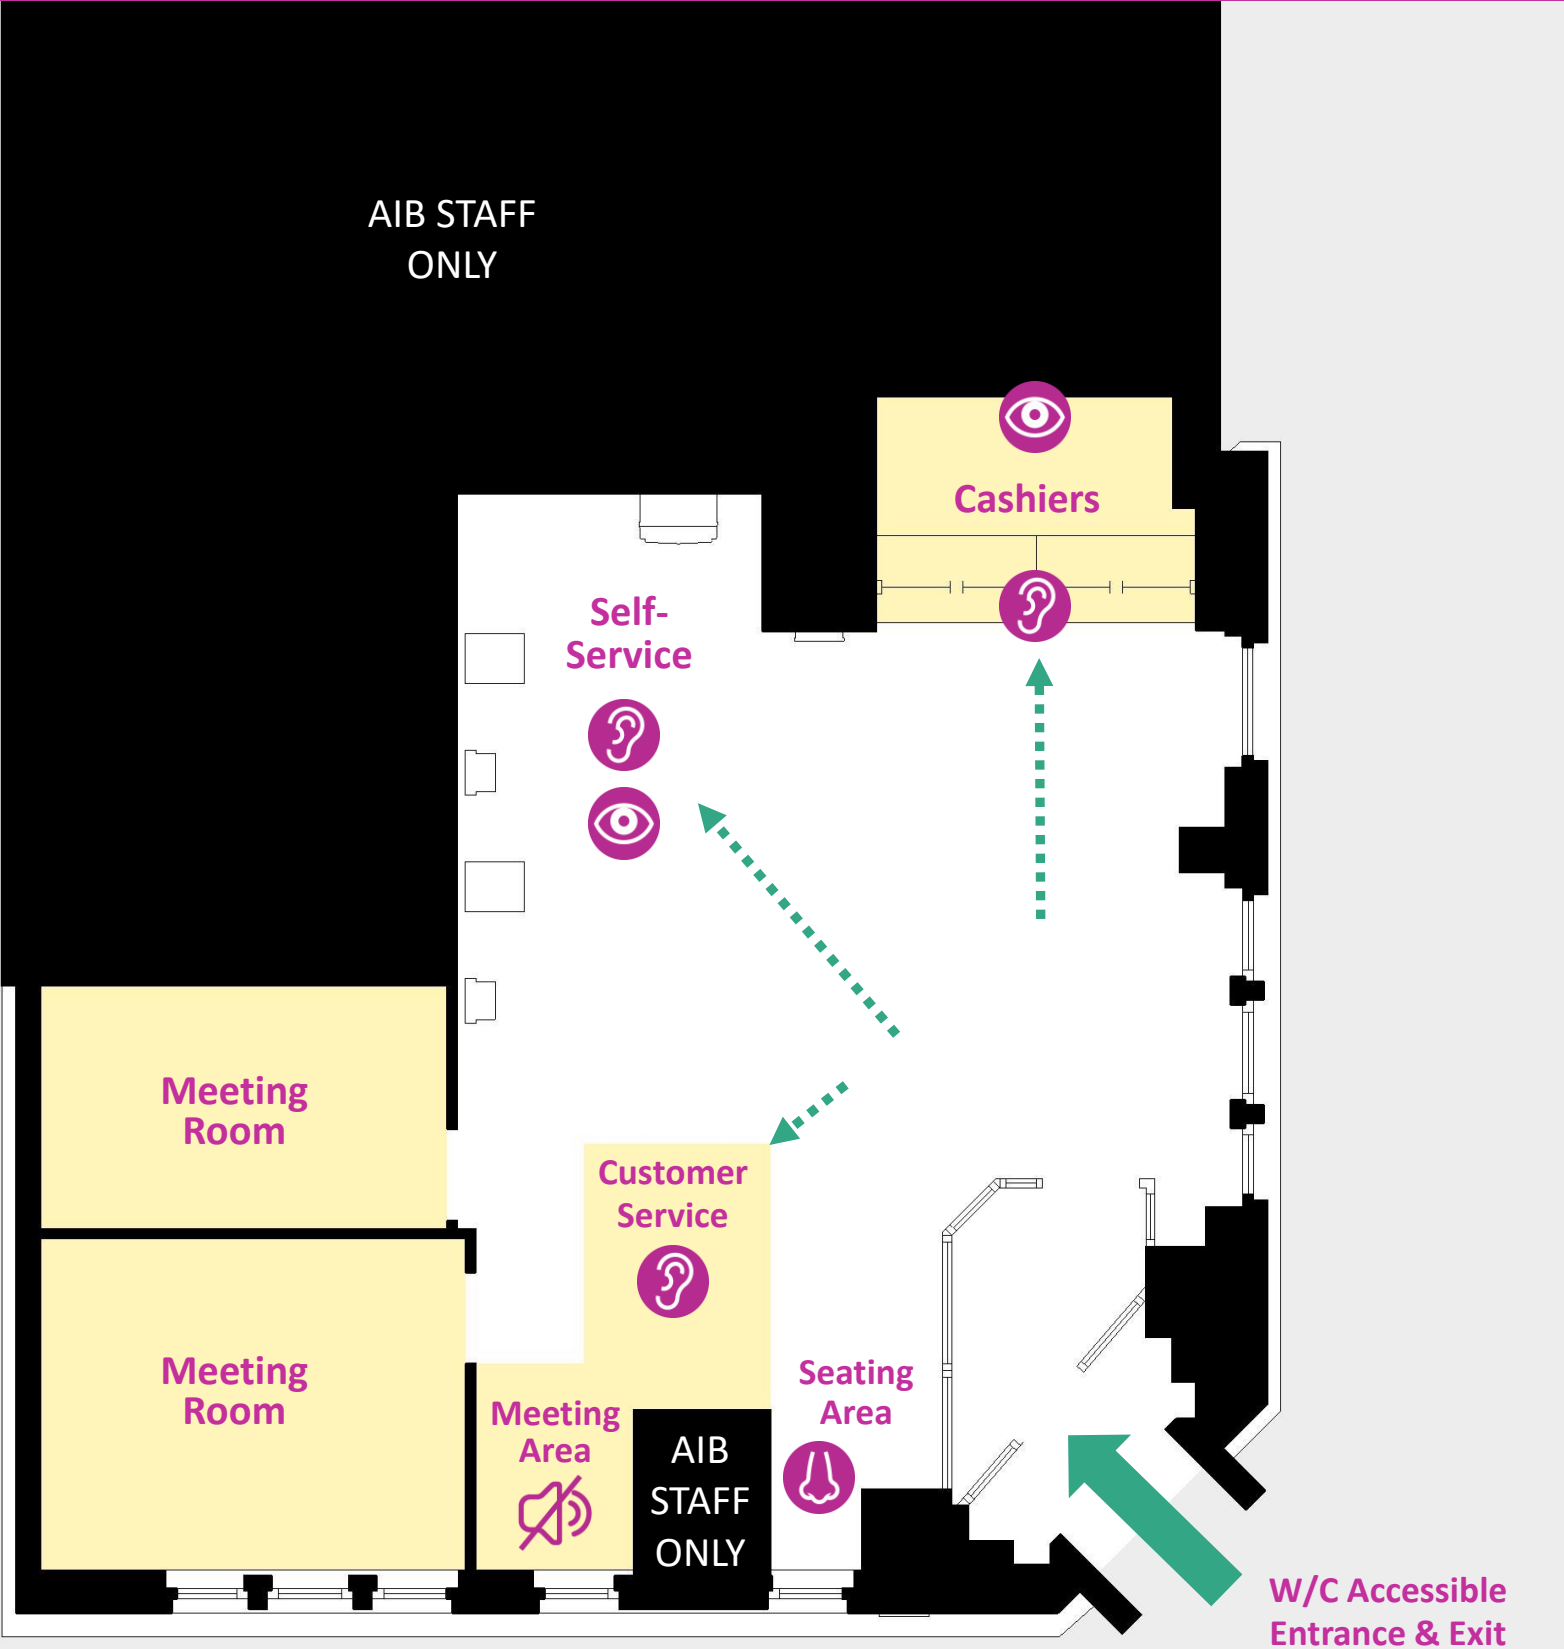 AIB STAFF
ONLY
Cashiers
Self-
Service
Meeting
Room
Customer
Service
Meeting
Room
Seating
Area
Meeting
Area
AIB
STAFF
ONLY
W/C Accessible
Entrance & Exit